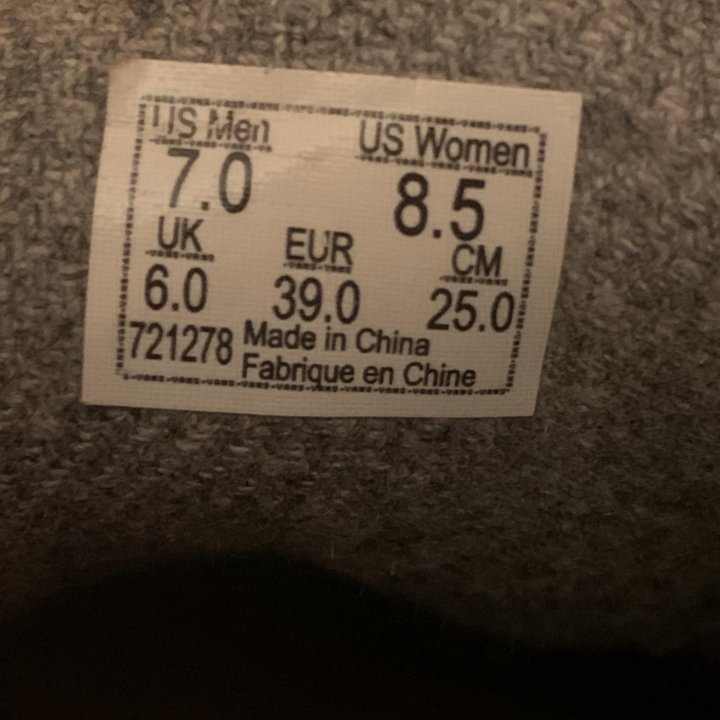 US Men US Women
7.0 8.5
UK EUR CM
6.0 39.0 25.0
721278 Made in China
Fabrique en Chine